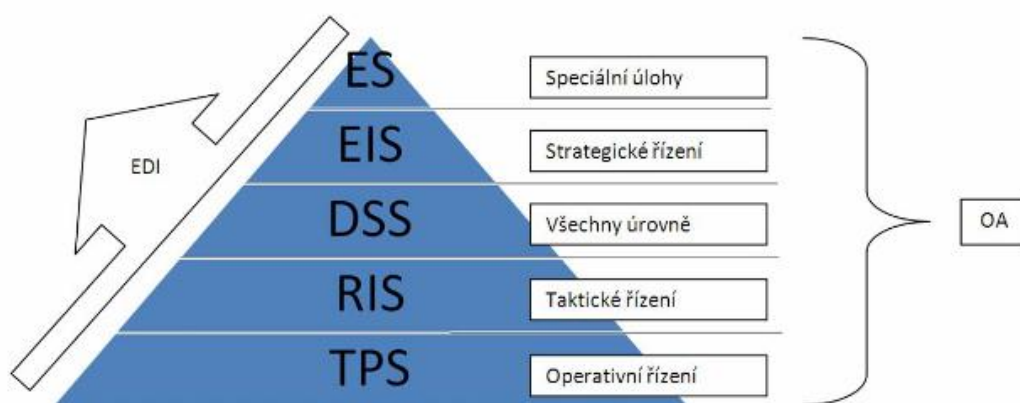 ES
Speciální úlohy
EIS
Strategické řízení
EDI
DSS
Všechny úrovně
OA
RIS
Taktické řízení
TPS
Operativní řízení